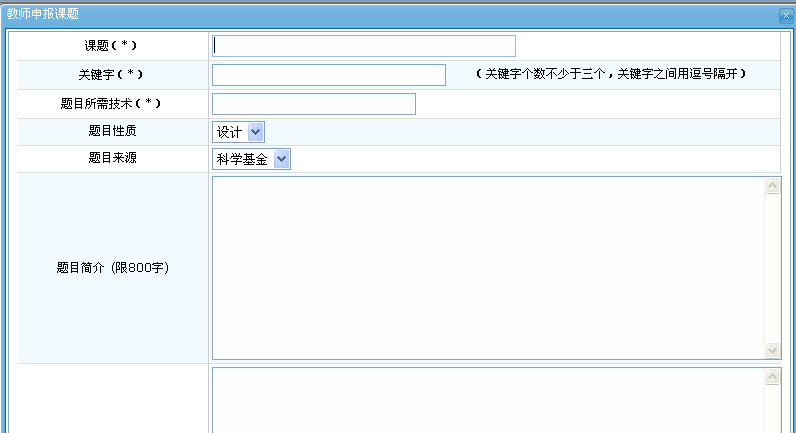 教师申报课题
课题(*)
关键字(*) (关键字个数不少于三个,关键字之间用逗号隔开)
题目所需技术(*)
题目性质 设计
题目来源 科学基金
题目简介 (限800字)